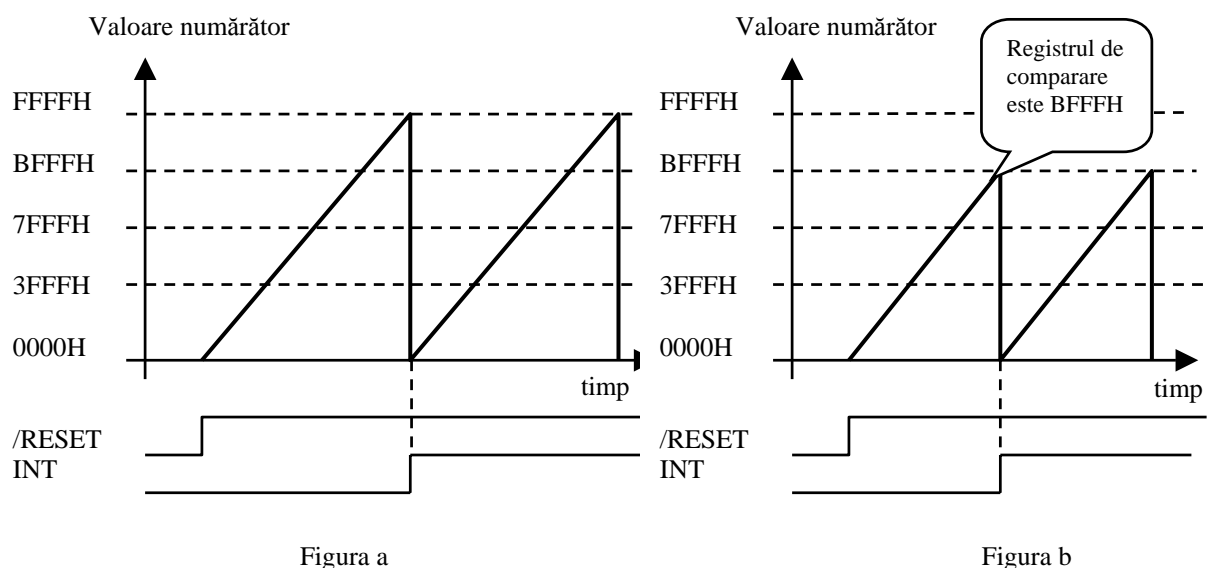 Valoare numărător
FFFFH
BFFFH
7FFFH
3FFFH
0000H
timp
/RESET
INT
Figura a
Valoare numărător
Registrul de
comparare
este BFFFH
FFFFH
BFFFH
7FFFH
3FFFH
0000H
timp
/RESET
INT
Figura b